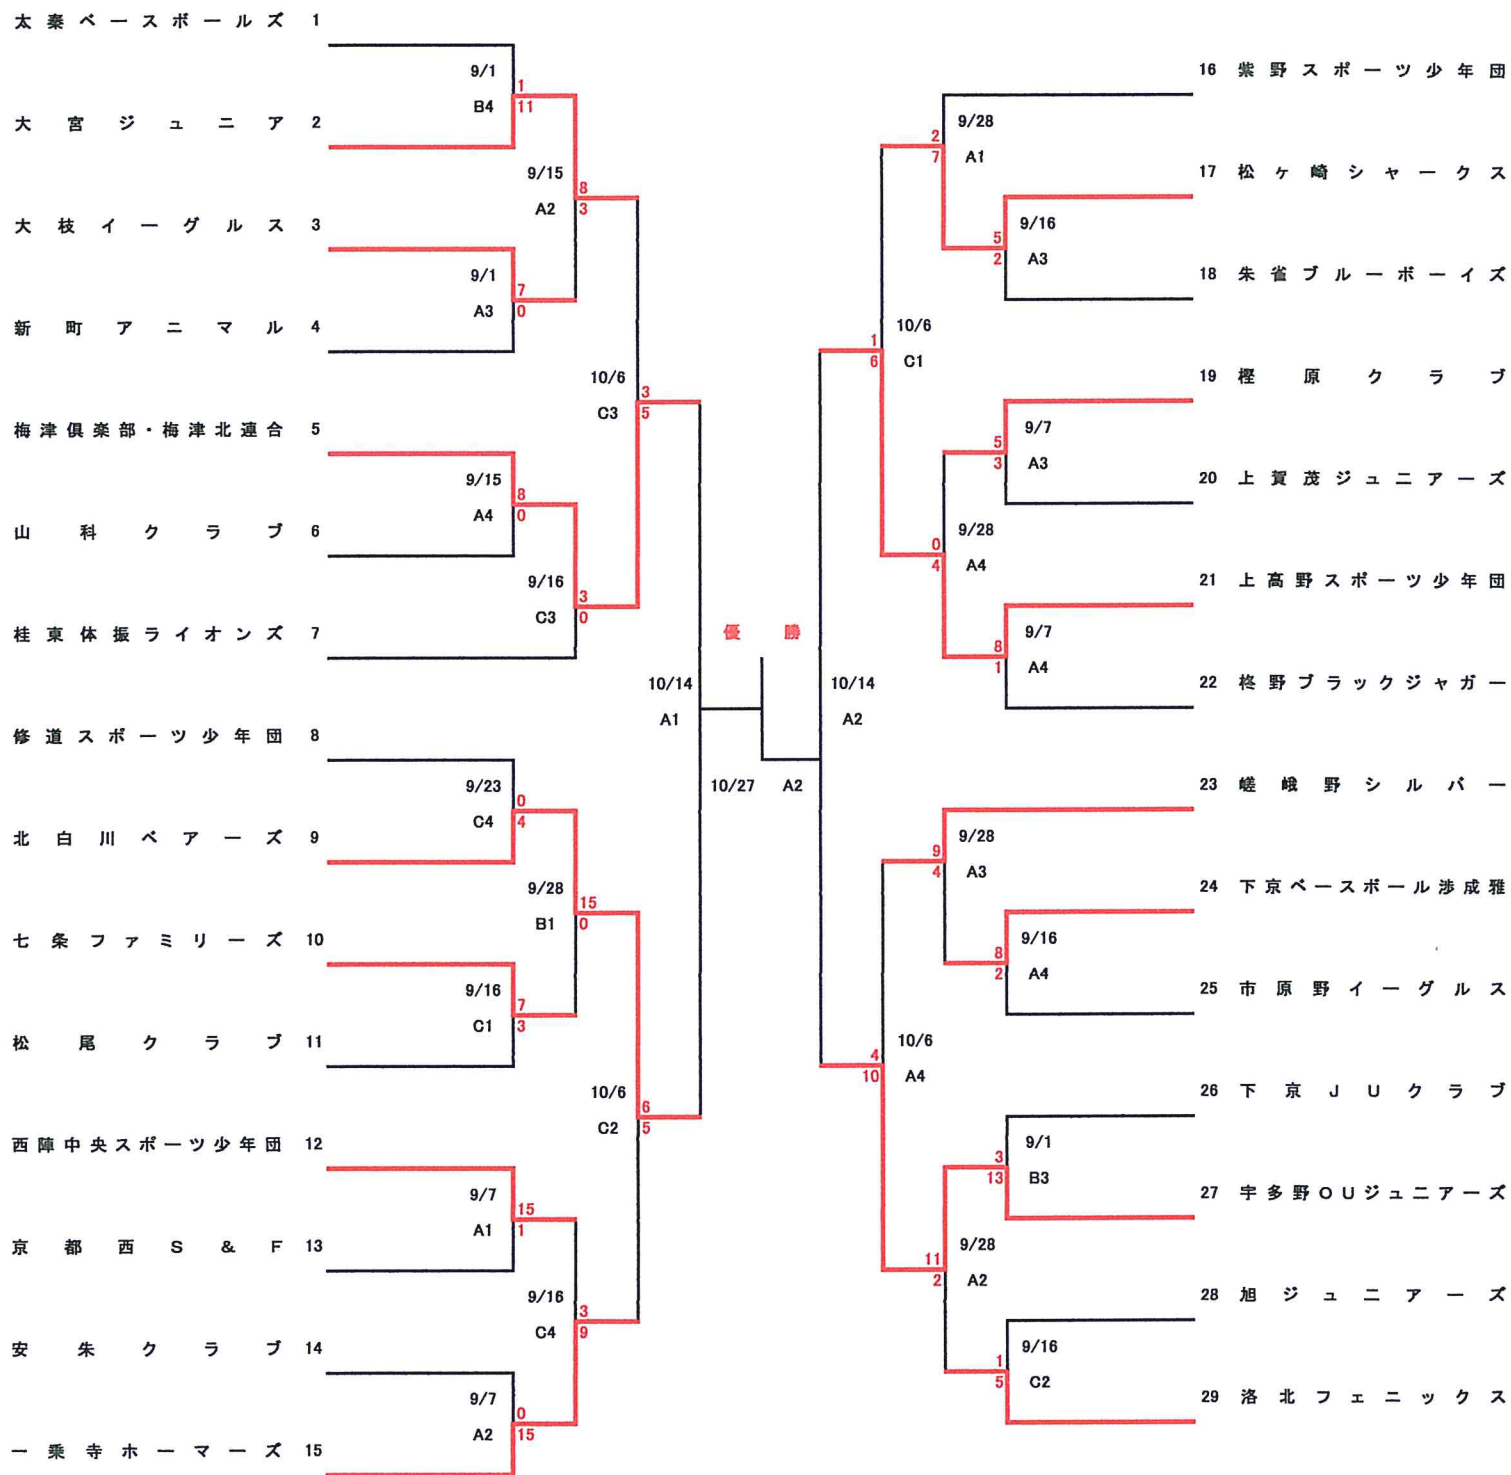 太秦ベースボールズ 1
9/1
B4
1
11
大宮ジュニア 2
9/15
A2
8
3
大枝イーグルス 3
9/1
A3
7
0
新町アニマル 4
10/6
C3
3
5
梅津倶楽部・梅津北連合 5
9/15
A4
8
0
山科クラブ 6
9/16
C3
3
0
桂東体振ライオンズ 7
10/14
A1
修道スポーツ少年団 8
9/23
C4
0
4
北白川ベアーズ 9
9/28
B1
15
0
七条ファミリーズ 10
9/16
C1
7
3
松尾クラブ 11
10/6
C2
6
5
西陣中央スポーツ少年団 12
9/7
A1
15
1
京都西S&F 13
9/16
C4
3
9
安朱クラブ 14
9/7
A2
0
15
一乗寺ホーマーズ 15
優勝
10/27 A2
16 紫野スポーツ少年団
9/28
A1
2
7
17 松ヶ崎シャークス
9/16
A3
5
2
18 朱雀ブルーボーイズ
10/6
C1
1
6
19 樫原クラブ
9/7
A3
5
3
20 上賀茂ジュニアーズ
9/28
A4
0
4
21 上高野スポーツ少年団
9/7
A4
8
1
22 柊野ブラックジャガー
10/14
A2
23 嵯峨野シルバー
9/28
A3
9
4
24 下京ベースボール渉成雅
9/16
A4
8
2
25 市原野イーグルス
10/6
A4
4
10
26 下京JUクラブ
9/1
B3
3
13
27 宇多野OUジュニアーズ
9/28
A2
11
2
28 旭ジュニアーズ
9/16
C2
1
5
29 洛北フェニックス